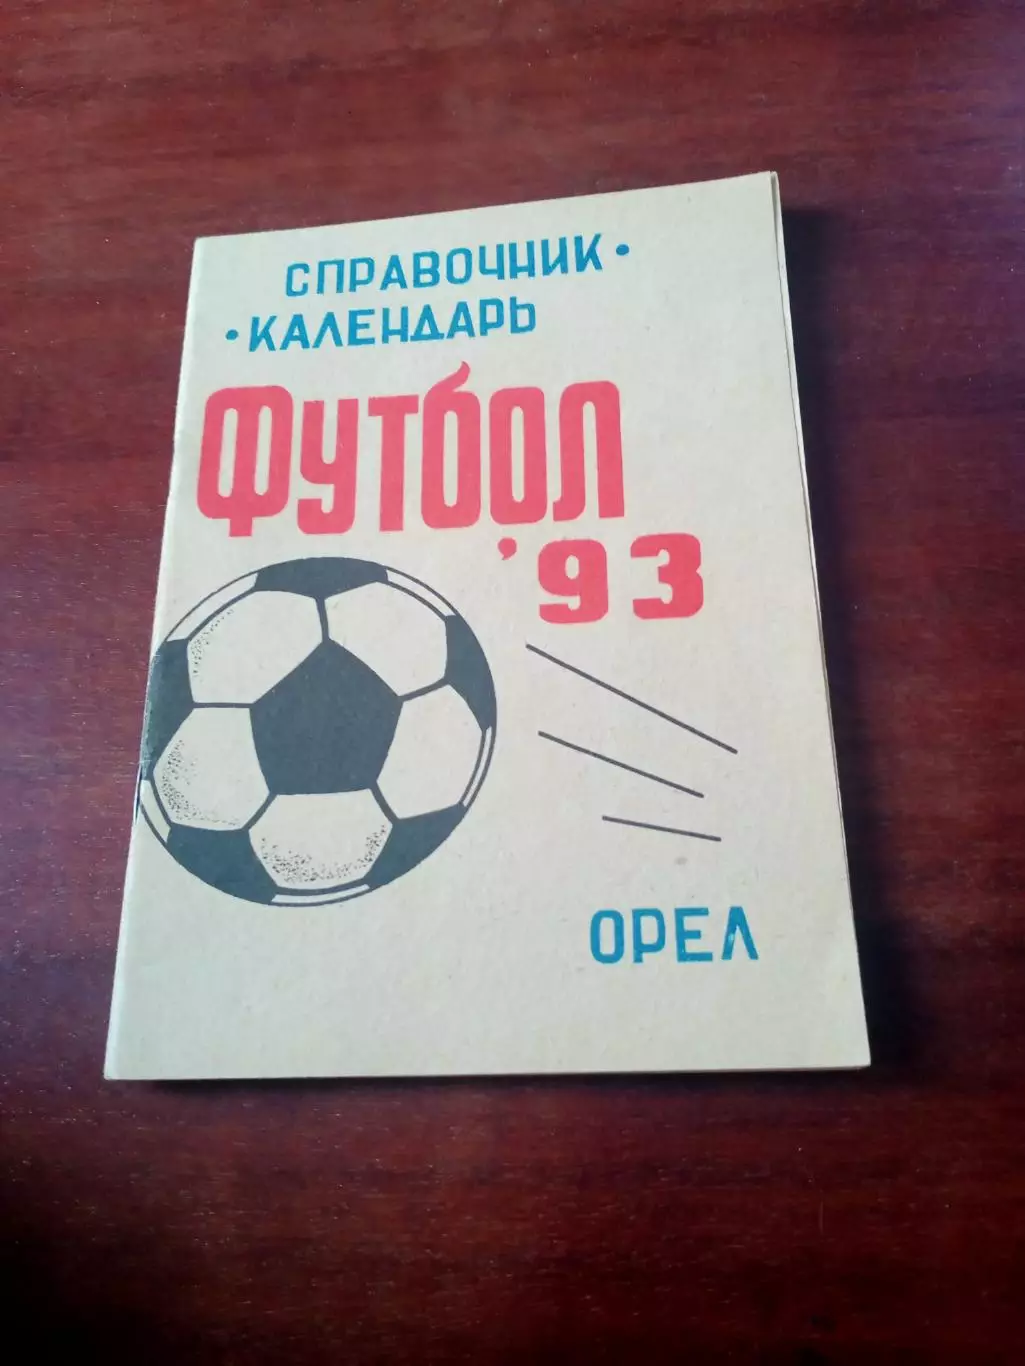 СПРАВОЧНИК •
• КАЛЕНДАРЬ
ФУТБОЛ
'93
ОРЕЛ